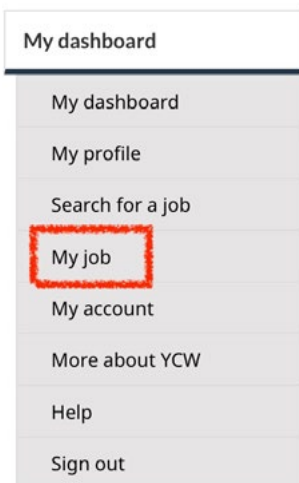 My dashboard
My dashboard
My profile
Search for a job
My job
My account
More about YCW
Help
Sign out